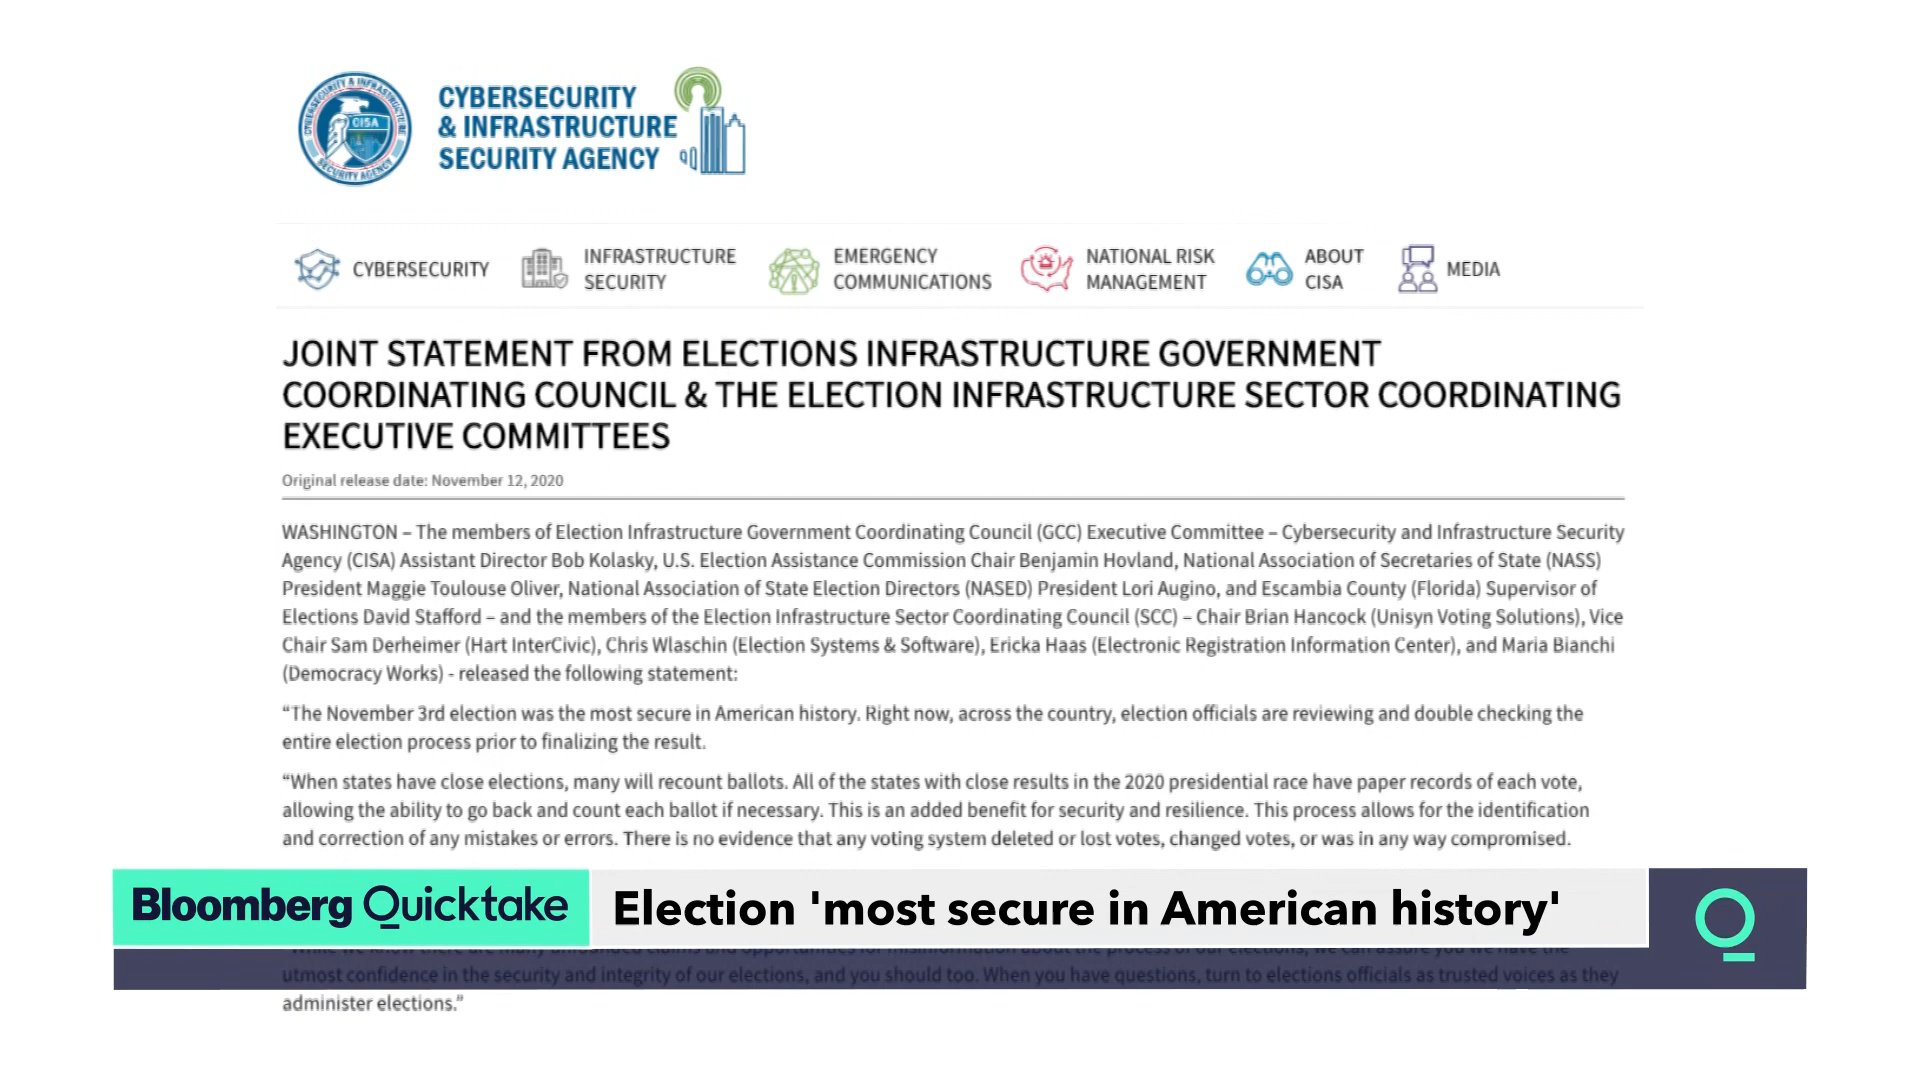 CYBERSECURITY & INFRASTRUCTURE
CISA
SECURITY AGENCY
CYBERSECURITY
& INFRASTRUCTURE
SECURITY AGENCY
CYBERSECURITY
INFRASTRUCTURE
SECURITY
EMERGENCY
COMMUNICATIONS
NATIONAL RISK
MANAGEMENT
ABOUT
CISA
MEDIA
JOINT STATEMENT FROM ELECTIONS INFRASTRUCTURE GOVERNMENT
COORDINATING COUNCIL & THE ELECTION INFRASTRUCTURE SECTOR COORDINATING
EXECUTIVE COMMITTEES
Original release date: November 12, 2020
WASHINGTON – The members of Election Infrastructure Government Coordinating Council (GCC) Executive Committee – Cybersecurity and Infrastructure Security
Agency (CISA) Assistant Director Bob Kolasky, U.S. Election Assistance Commission Chair Benjamin Hovland, National Association of Secretaries of State (NASS)
President Maggie Toulouse Oliver, National Association of State Election Directors (NASED) President Lori Augino, and Escambia County (Florida) Supervisor of
Elections David Stafford – and the members of the Election Infrastructure Sector Coordinating Council (SCC) – Chair Brian Hancock (Unisyn Voting Solutions), Vice
Chair Sam Derheimer (Hart InterCivic), Chris Wlaschin (Election Systems & Software), Ericka Haas (Electronic Registration Information Center), and Maria Bianchi
(Democracy Works) - released the following statement:
“The November 3rd election was the most secure in American history. Right now, across the country, election officials are reviewing and double checking the
entire election process prior to finalizing the result.
“When states have close elections, many will recount ballots. All of the states with close results in the 2020 presidential race have paper records of each vote,
allowing the ability to go back and count each ballot if necessary. This is an added benefit for security and resilience. This process allows for the identification
and correction of any mistakes or errors. There is no evidence that any voting system deleted or lost votes, changed votes, or was in any way compromised.
Bloomberg Quicktake
Election 'most secure in American history'
utmost confidence in the security and integrity of our elections, and you should too. When you have questions, turn to elections officials as trusted voices as they
administer elections.”